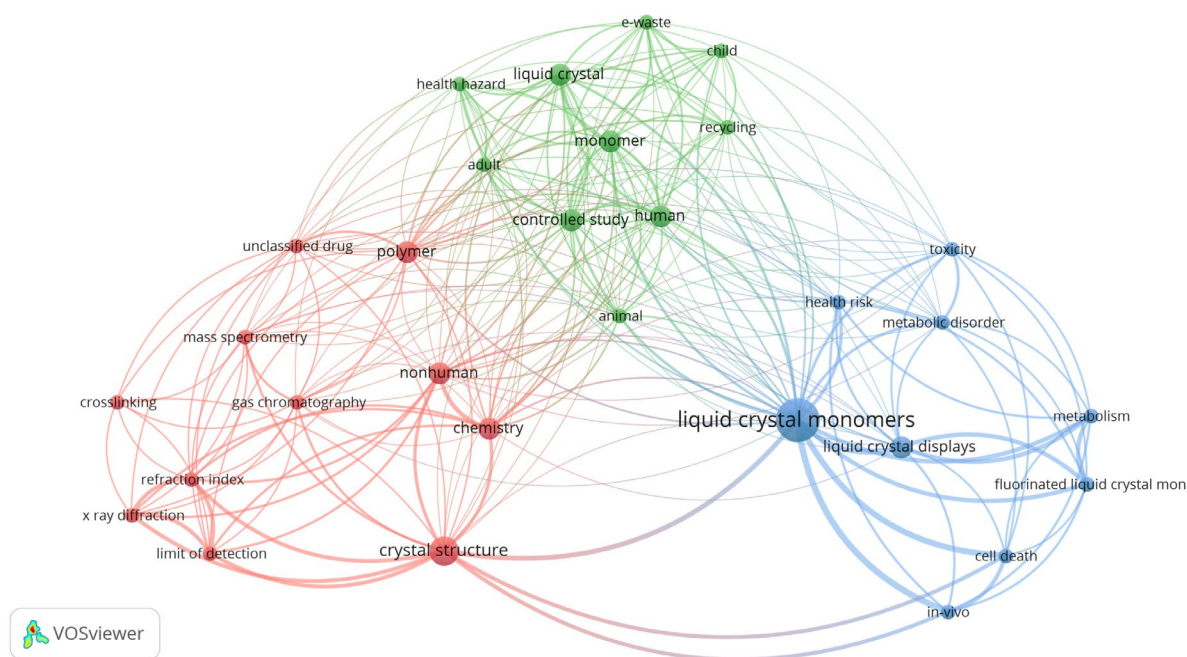 e-waste
child
liquid crystal
health hazard
recycling
monomer
adult
controlled study
human
unclassified drug
polymer
toxicity
health risk
animal
metabolic disorder
mass spectrometry
nonhuman
crosslinking
gas chromatography
liquid crystal monomers
metabolism
chemistry
liquid crystal displays
refraction index
fluorinated liquid crystal mon
x ray diffraction
limit of detection
crystal structure
cell death
in-vivo
VOSviewer